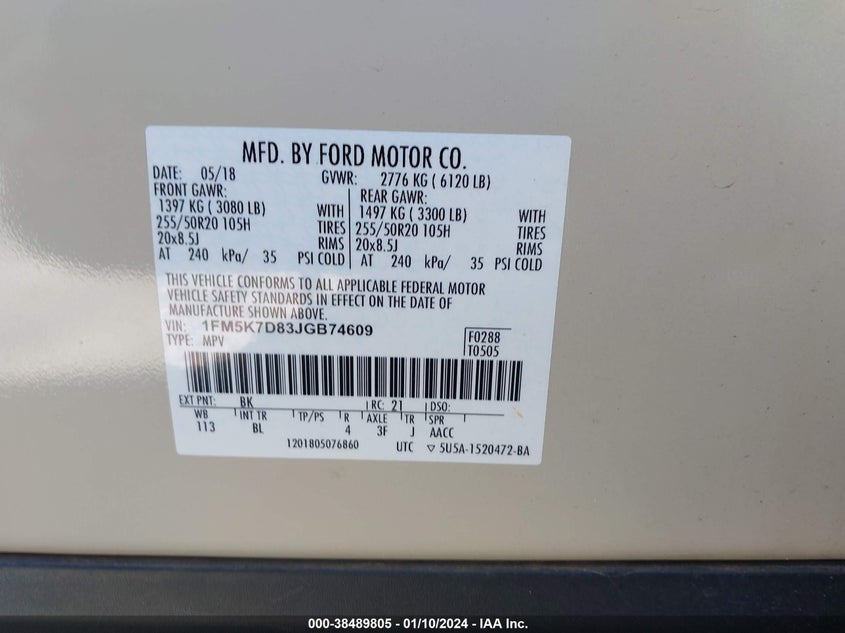 MFD. BY FORD MOTOR CO.
DATE: 05/18 GVWR: 2776 KG ( 6120 LB)
FRONT GAWR: REAR GAWR:
1397 KG ( 3080 LB) WITH 1497 KG ( 3300 LB) WITH
255/50R20 105H TIRES 255/50R20 105H TIRES
20x8.5J RIMS 20x8.5J RIMS
AT 240 kPa/ 35 PSI COLD AT 240 kPa/ 35 PSI COLD
THIS VEHICLE CONFORMS TO ALL APPLICABLE FEDERAL MOTOR
VEHICLE SAFETY STANDARDS IN EFFECT ON THE DATE OF
MANUFACTURE SHOWN ABOVE.
VIN: 1FM5K7D83JGB74609 F0288
TYPE: MPV T0505
EXT PNT: BK RC: 21 DSO:
WB INT TR TP/PS R AXLE TR SPR
113 BL 4 3F J AACC
1201805076860 UTC ▽ 5U5A-1520472-BA
000-38489805 - 01/10/2024 - IAA Inc.